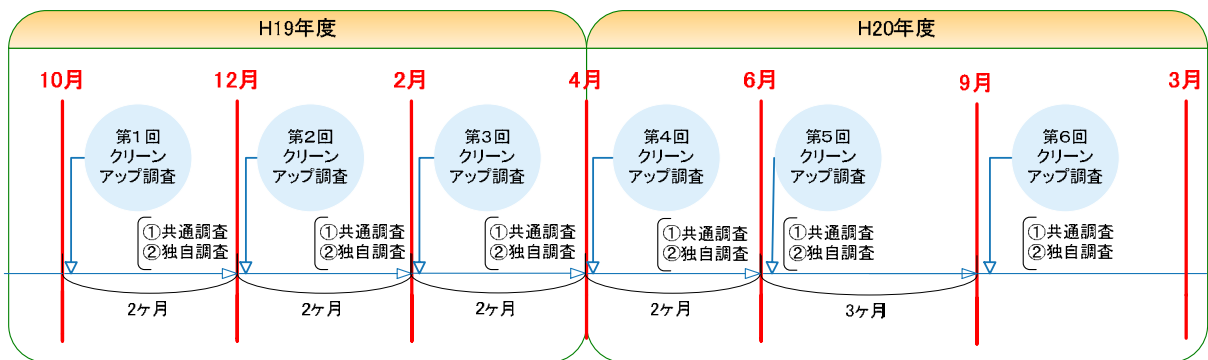 H19年度
H20年度
10月
12月
2月
4月
6月
9月
3月
第1回
クリーン
アップ調査
第2回
クリーン
アップ調査
第3回
クリーン
アップ調査
第4回
クリーン
アップ調査
第5回
クリーン
アップ調査
第6回
クリーン
アップ調査
①共通調査
②独自調査
①共通調査
②独自調査
①共通調査
②独自調査
①共通調査
②独自調査
①共通調査
②独自調査
①共通調査
②独自調査
2ヶ月
2ヶ月
2ヶ月
2ヶ月
3ヶ月